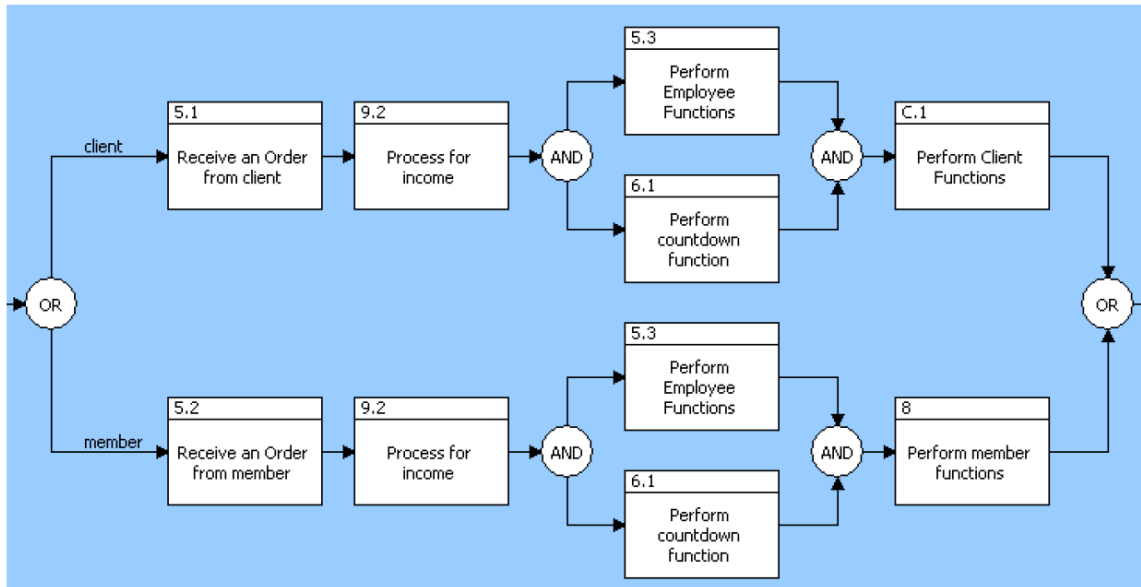 5.3
Perform
Employee
Functions
5.1
Receive an Order
from client
9.2
Process for
income
C.1
Perform Client
Functions
client
AND
AND
6.1
Perform
countdown
function
OR
OR
5.3
Perform
Employee
Functions
5.2
Receive an Order
from member
9.2
Process for
income
8
Perform member
functions
member
AND
AND
6.1
Perform
countdown
function